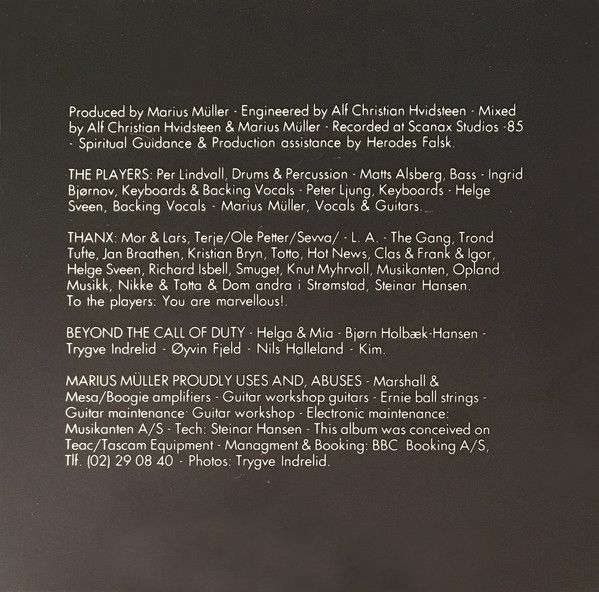 Produced by Marius Müller - Engineered by Alf Christian Hvidsteen - Mixed
by Alf Christian Hvidsteen & Marius Müller - Recorded at Scanax Studios -85
- Spiritual Guidance & Production assistance by Herodes Falsk.
THE PLAYERS: Per Lindvall, Drums & Percussion - Matts Alsberg, Bass - Ingrid
Bjørnov, Keyboards & Backing Vocals - Peter Ljung, Keyboards - Helge
Sveen, Backing Vocals - Marius Müller, Vocals & Guitars.
THANX: Mor & Lars, Terje/Ole Petter/Sevva/ - L. A. - The Gang, Trond
Tufte, Jan Braathen, Kristian Bryn, Totto, Hot News, Clas & Frank & Igor,
Helge Sveen, Richard Isbell, Smuget, Knut Myhrvoll, Musikanten, Opland
Musikk, Nikke & Totta & Dom andra i Strømstad, Steinar Hansen.
To the players: You are marvellous!.
BEYOND THE CALL OF DUTY - Helga & Mia - Bjørn Holbæk-Hansen -
Trygve Indrelid - Øyvin Fjeld - Nils Halleland - Kim.
MARIUS MÜLLER PROUDLY USES AND, ABUSES - Marshall &
Mesa/Boogie amplifiers - Guitar workshop guitars - Ernie ball strings -
Guitar maintenance: Guitar workshop - Electronic maintenance:
Musikanten A/S - Tech: Steinar Hansen - This album was conceived on
Teac/Tascam Equipment - Managment & Booking: BBC Booking A/S,
Tlf. (02) 29 08 40 - Photos: Trygve Indrelid.